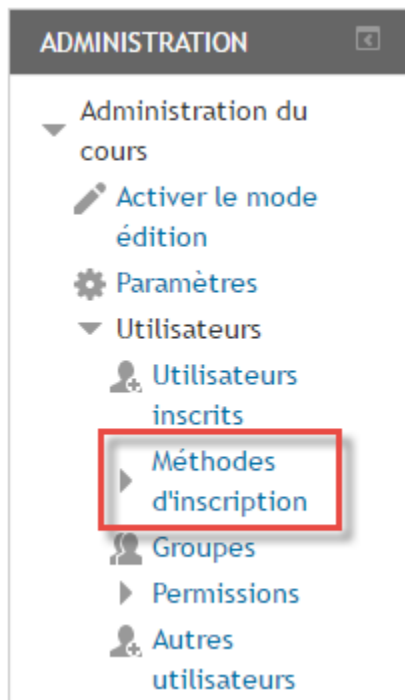 ADMINISTRATION
Administration du
cours
Activer le mode
édition
Paramètres
Utilisateurs
Utilisateurs
inscrits
Méthodes
d'inscription
Groupes
Permissions
Autres
utilisateurs